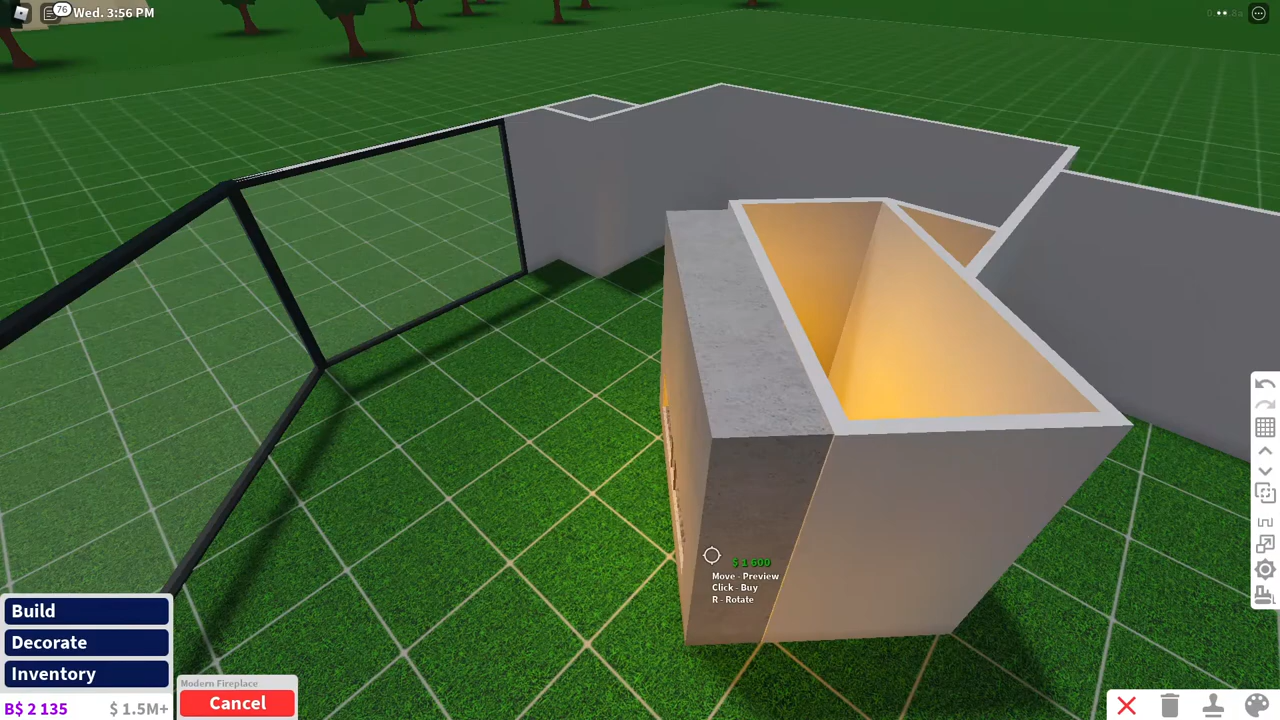 76
Wed. 3:56 PM
$ 1 600
Move - Preview
Click - Buy
R - Rotate
Build
Decorate
Inventory
Modern Fireplace
Cancel
B$ 2 135
$ 1.5M+